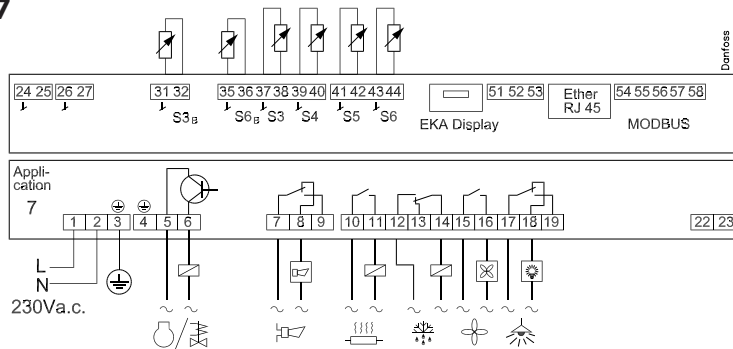 7
Danfoss
24 25 26 27 31 32 35 36 37 38 39 40 41 42 43 44 51 52 53 Ether RJ 45 54 55 56 57 58
S3B S6B S3 S4 S5 S6 EKA Display MODBUS
Appli-
cation
7
1 2 3 4 5 6 7 8 9 10 11 12 13 14 15 16 17 18 19 22 23
L
N
230Va.c.